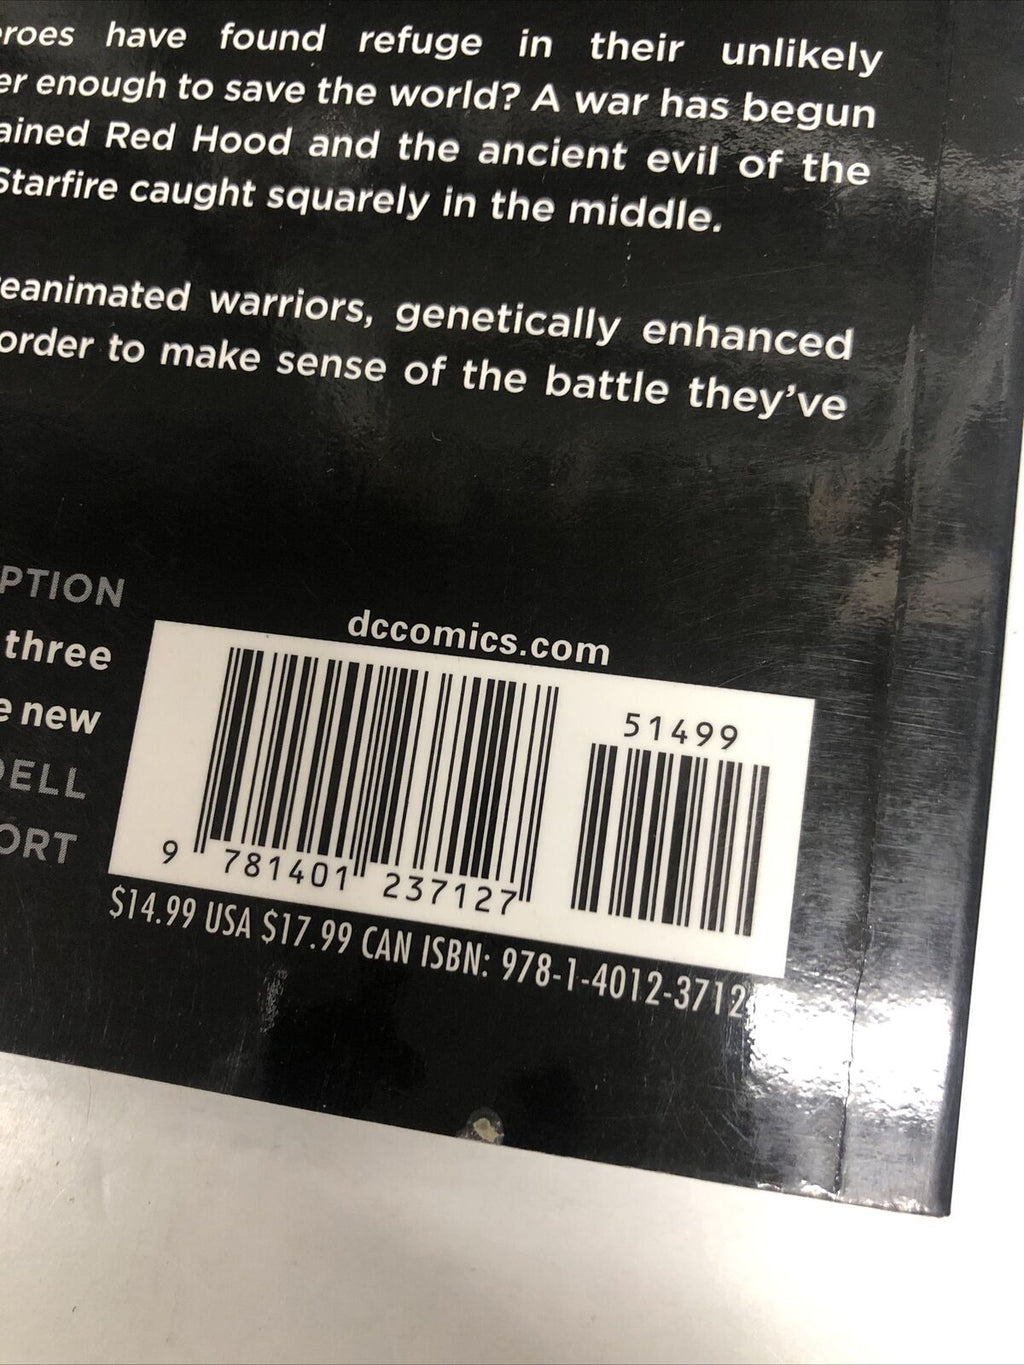 roes have found refuge in their unlikely
er enough to save the world? A war has begun
ained Red Hood and the ancient evil of the
Starfire caught squarely in the middle.
reanimated warriors, genetically enhanced
order to make sense of the battle they've
PTION
three
e new
DELL
ORT
dccomics.com
51499
9 781401 237127
$14.99 USA $17.99 CAN ISBN: 978-1-4012-3712